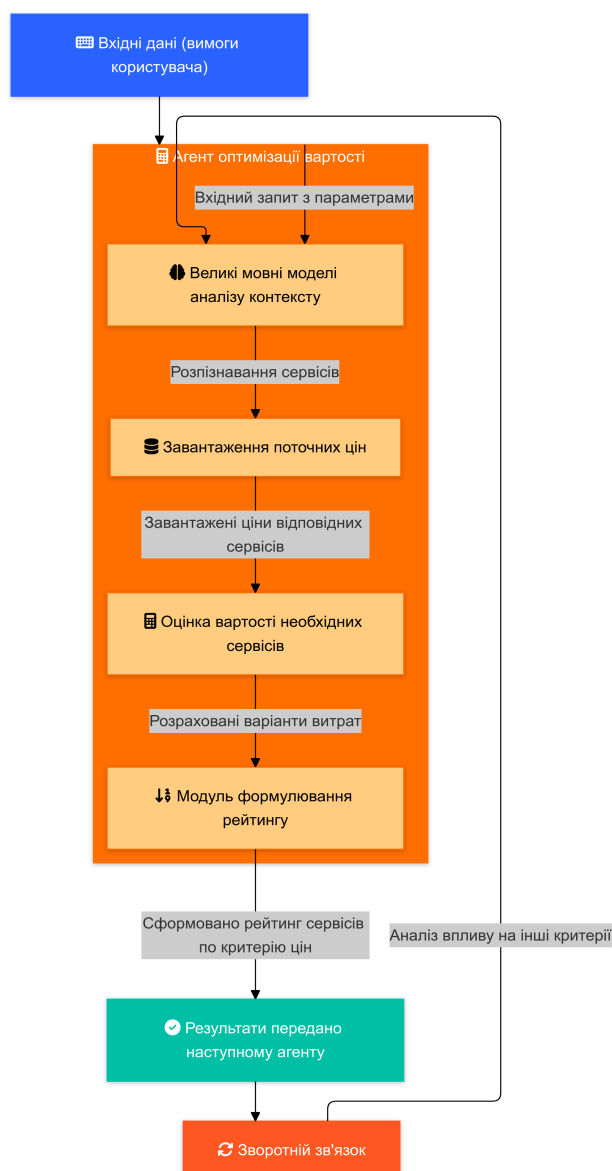 Вхідні дані (вимоги
користувача)
Агент оптимізації вартості
Вхідний запит з параметрами
Великі мовні моделі
аналізу контексту
Розпізнавання сервісів
Завантаження поточних цін
Завантажені ціни відповідних
сервісів
Оцінка вартості необхідних
сервісів
Розраховані варіанти витрат
Модуль формулювання
рейтингу
Сформовано рейтинг сервісів
по критерію цін
Аналіз впливу на інші критерії
Результати передано
наступному агенту
Зворотній зв'язок